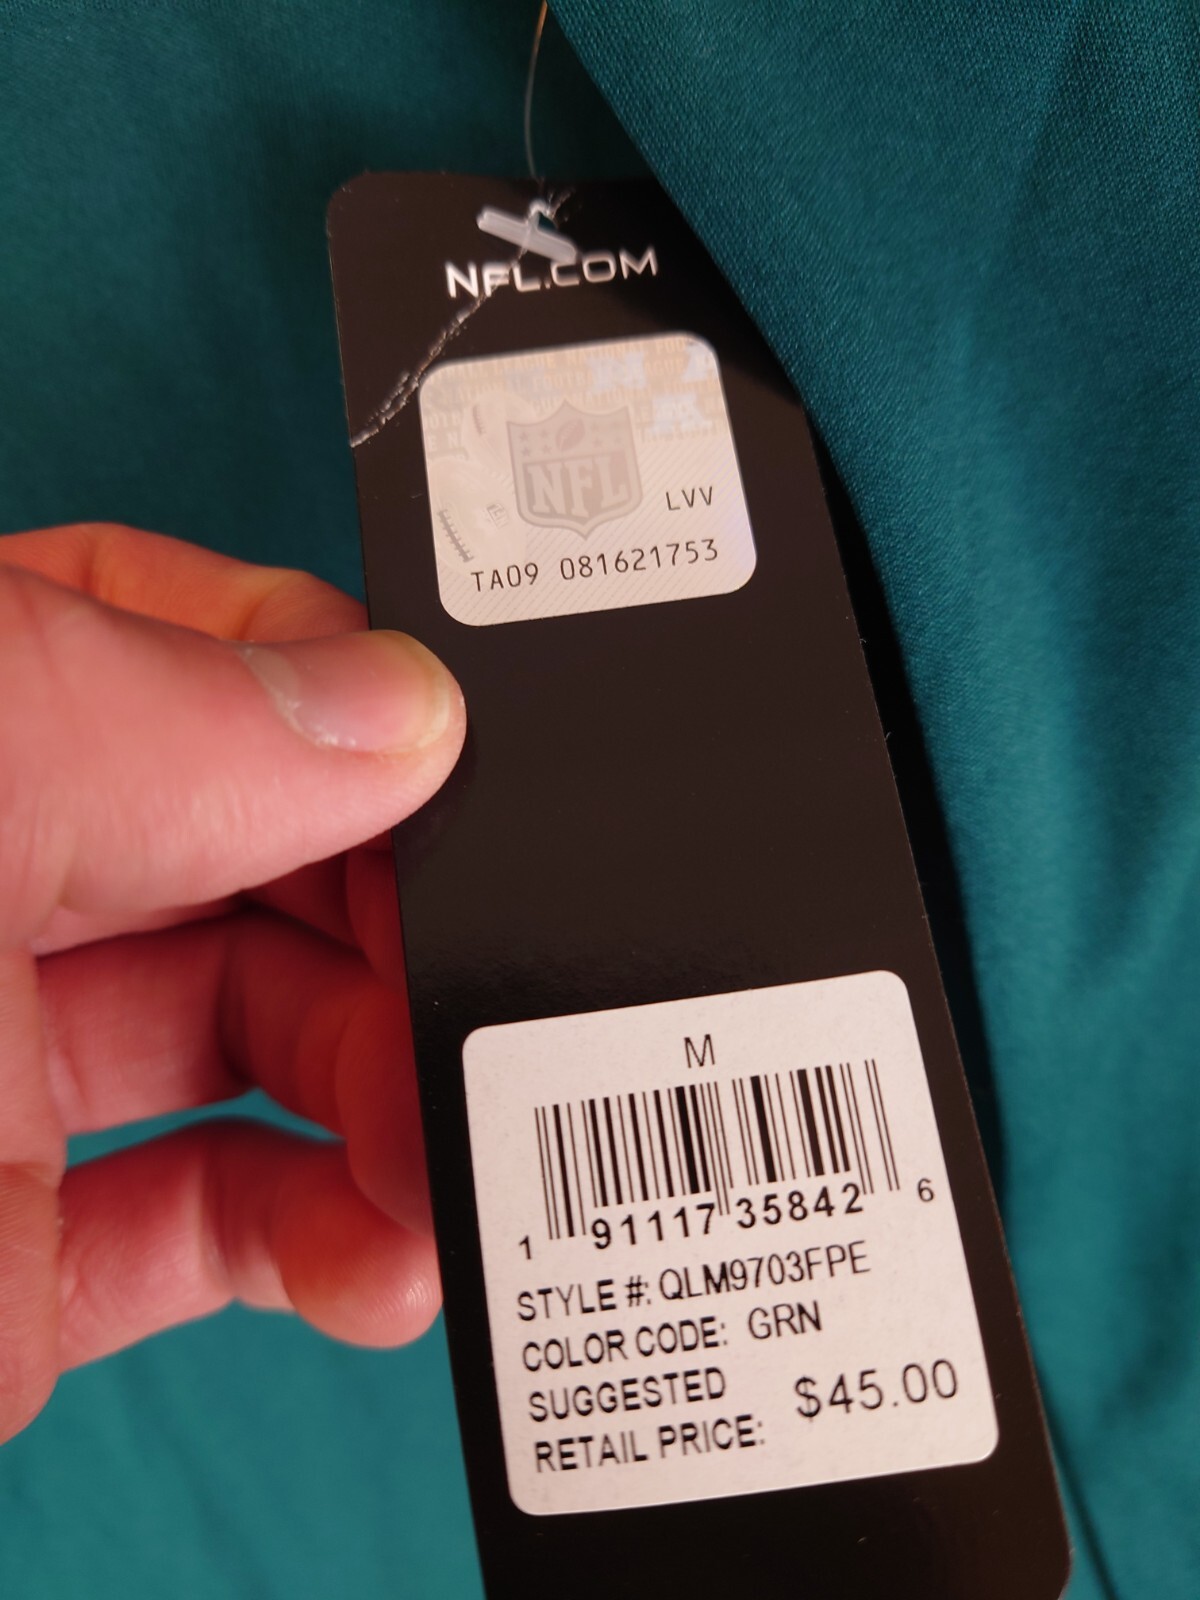 NFL.COM
NFL
LVV
TA09 081621753
M
1 91117 35842 6
STYLE #: QLM9703FPE
COLOR CODE: GRN
SUGGESTED
RETAIL PRICE: $45.00